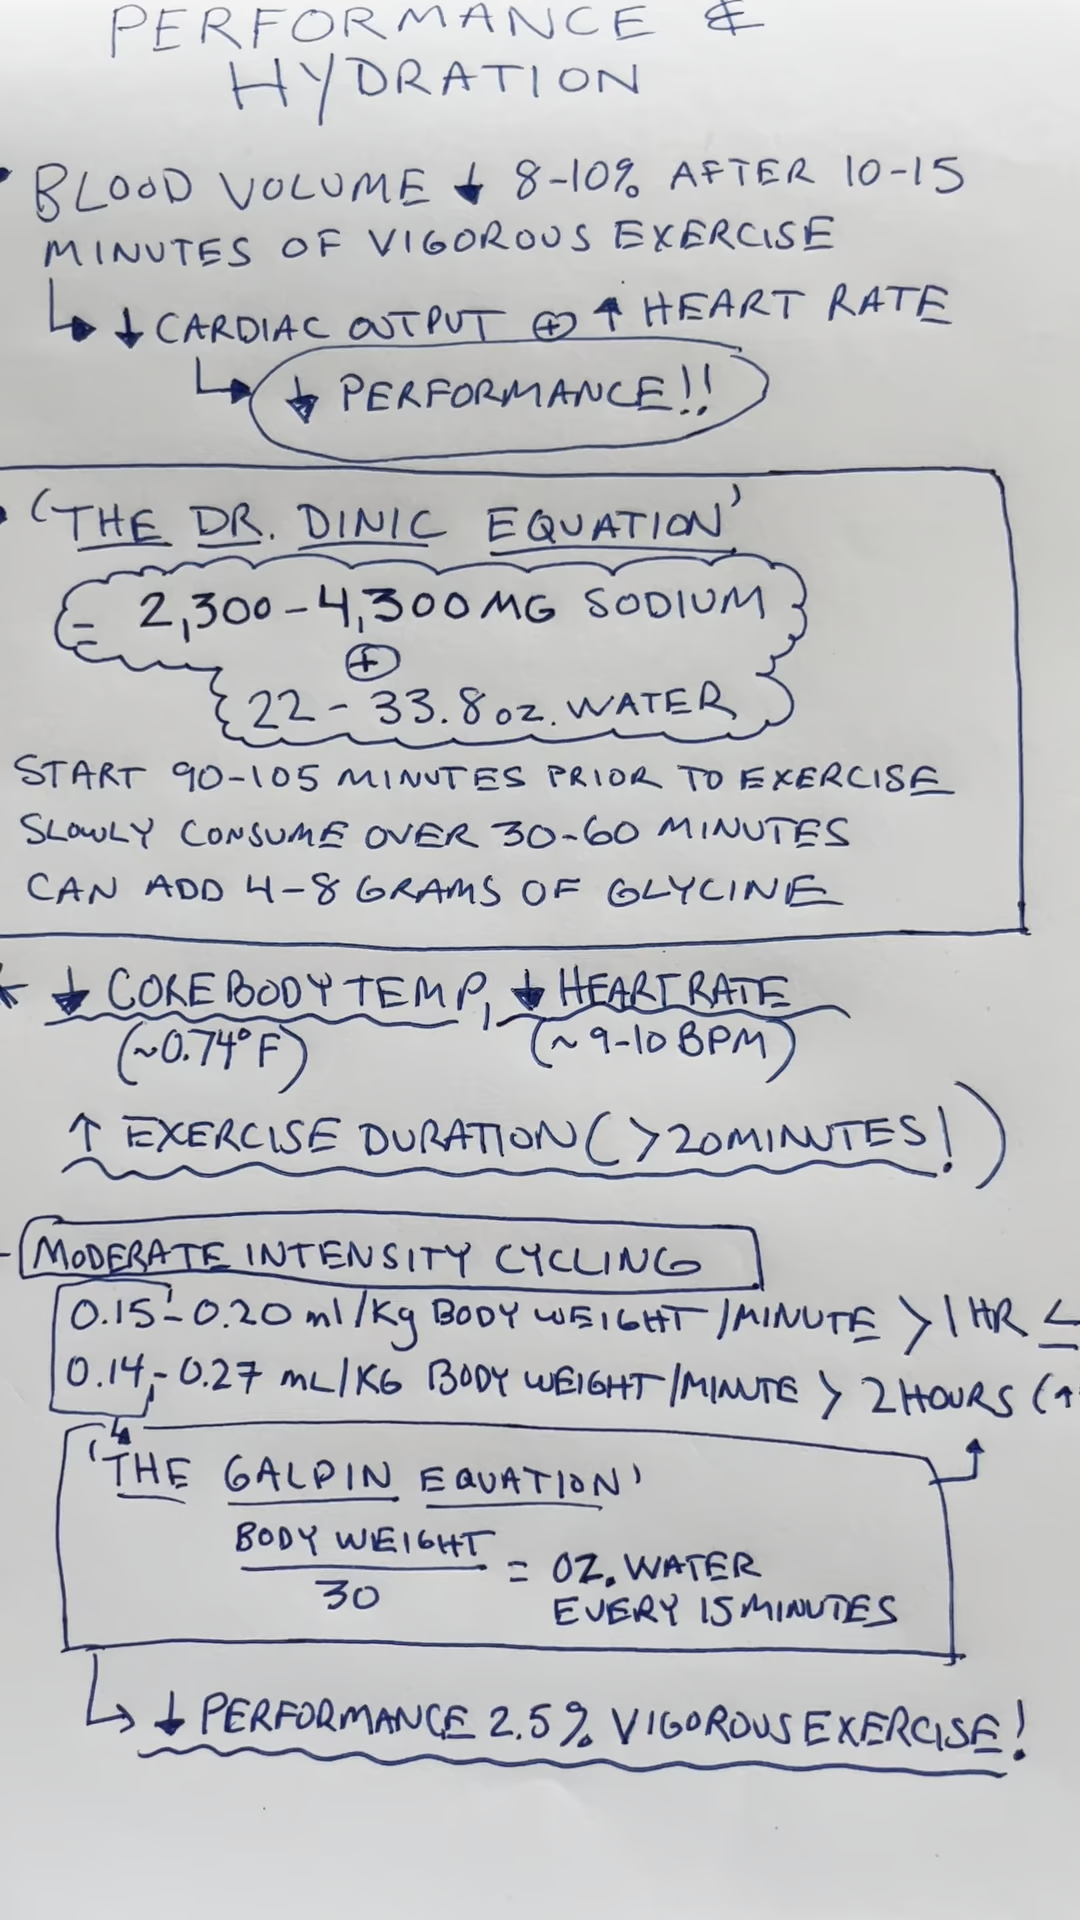 PERFORMANCE &
HYDRATION
• BLOOD VOLUME ↓ 8-10% AFTER 10-15
MINUTES OF VIGOROUS EXERCISE
↳ ↓ CARDIAC OUTPUT ⊕ ↑ HEART RATE
↳ ↓ PERFORMANCE!!
• 'THE DR. DINIC EQUATION'
= 2,300-4,300MG SODIUM
⊕
22-33.8oz. WATER
START 90-105 MINUTES PRIOR TO EXERCISE
SLOWLY CONSUME OVER 30-60 MINUTES
CAN ADD 4-8 GRAMS OF GLYCINE
* ↓ CORE BODY TEMP, ↓ HEART RATE
(~0.74°F) (~9-10 BPM)
↑ EXERCISE DURATION (>20MINUTES!)
- MODERATE INTENSITY CYCLING
0.15-0.20 ml/Kg BODY WEIGHT/MINUTE > 1 HR ≤
0.14-0.27 mL/KG BODY WEIGHT/MINUTE > 2 HOURS (↑
'THE GALPIN EQUATION'
BODY WEIGHT
30
= OZ. WATER
EVERY 15 MINUTES
↳ ↓ PERFORMANCE 2.5% VIGOROUS EXERCISE!